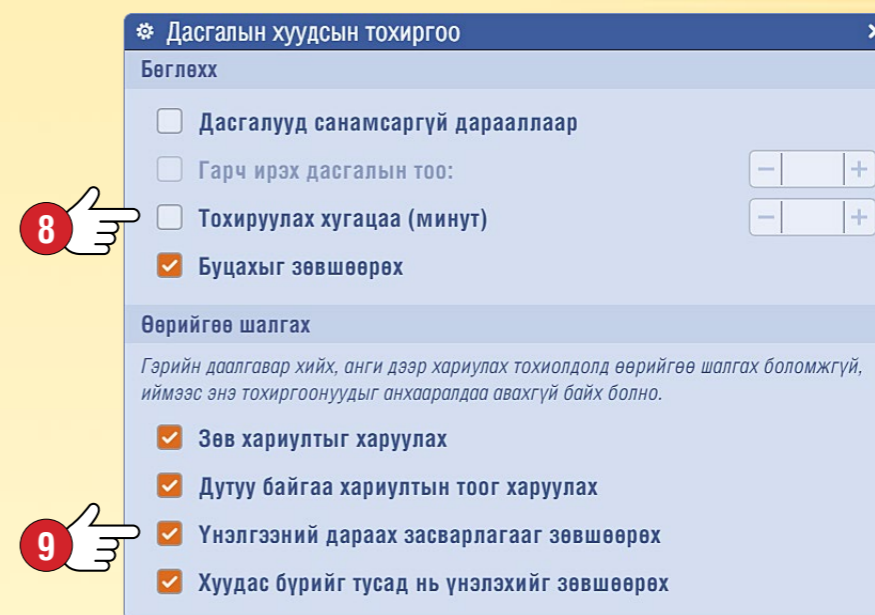 Дасгалын хуудсын тохиргоо
Бөглөхх
Дасгалууд санамсаргүй дарааллаар
Гарч ирэх дасгалын тоо:
8
Тохируулах хугацаа (минут)
Буцахыг зөвшөөрөх
Өөрийгөө шалгах
Гэрийн даалгавар хийх, анги дээр хариулах тохиолдолд өөрийгөө шалгах боломжгүй,
иймээс энэ тохиргоонуудыг анхааралдаа авахгүй байх болно.
Зөв хариултыг харуулах
Дутуу байгаа хариултын тоог харуулах
9
Үнэлгээний дараах засварлагааг зөвшөөрөх
Хуудас бүрийг тусад нь үнэлэхийг зөвшөөрөх